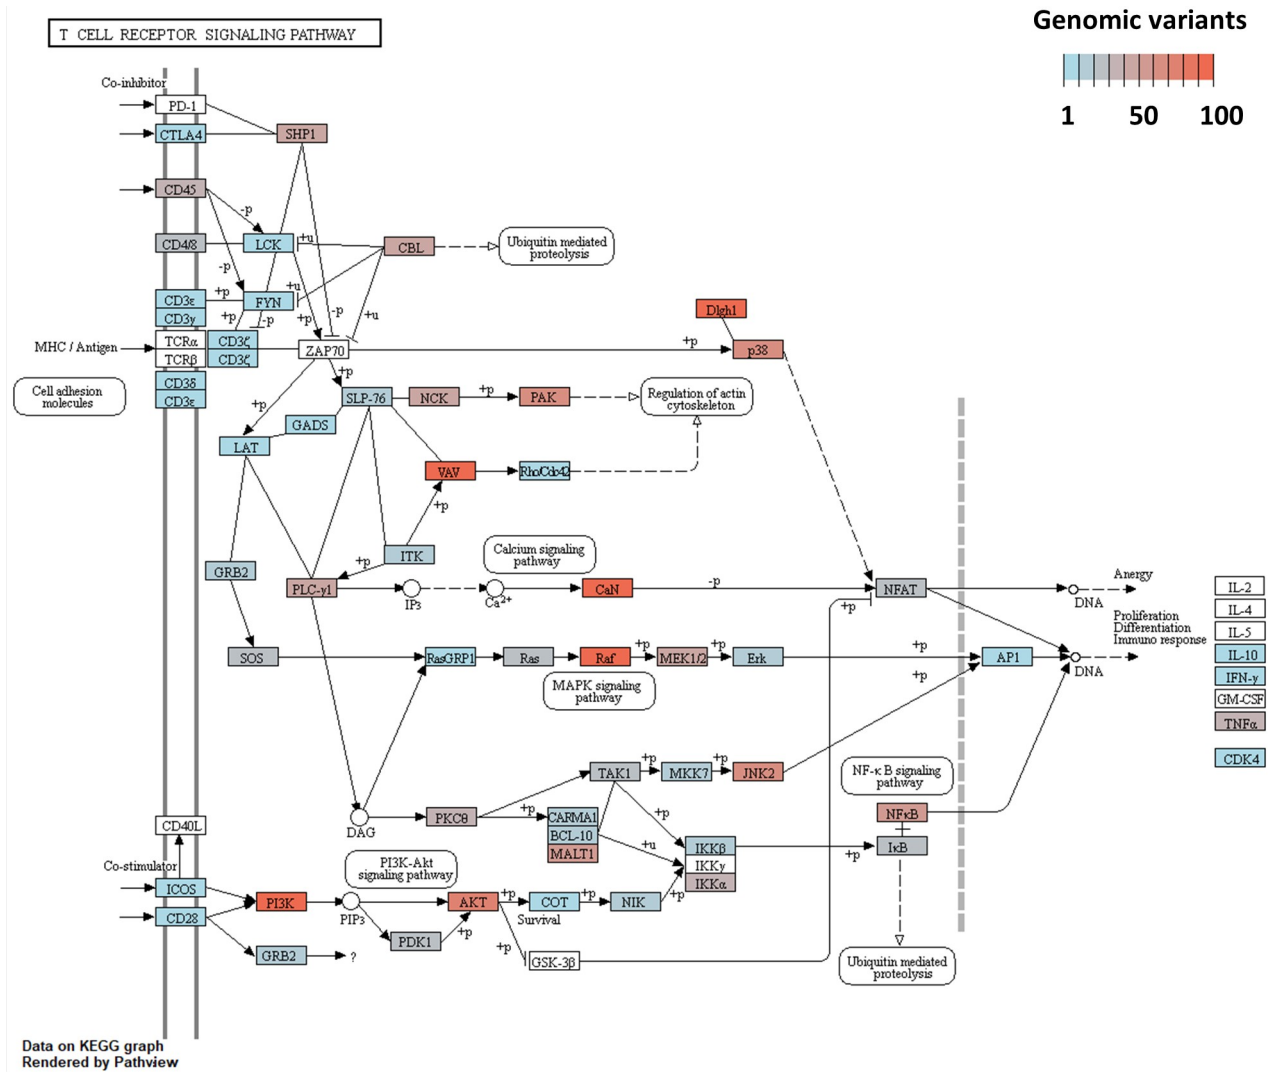 T CELL RECEPTOR SIGNALING PATHWAY
Genomic variants
1 50 100
Co-inhibitor
PD-1
CTLA4
SHP1
CD45
-p
CD4/8
LCK
+u
CBL
Ubiquitin mediated
proteolysis
-p
CD3ε
+p
FYN
+u
CD3γ
+p
-p
+p
-p
+u
Dlgh1
MHC / Antigen
TCRα
CD3ζ
ZAP70
+p
p38
TCRβ
CD3ζ
Cell adhesion
molecules
CD3δ
CD3ε
+p
+p
SLP-76
NCK
+p
PAK
Regulation of actin
cytoskeleton
GADS
LAT
VAV
Rho/Cdc42
+p
ITK
+p
Calcium signaling
pathway
GRB2
PLC-γ1
IP3
Ca2+
CaN
-p
NFAT
+p
DNA
Anergy
Proliferation
Differentiation
Immuno response
SOS
RasGRP1
Ras
Raf
+p
MEK1/2
+p
Erk
+p
AP1
DNA
+p
MAPK signaling
pathway
IL-2
IL-4
IL-5
IL-10
IFN-γ
GM-CSF
TNFα
CDK4
TAK1
+p
MKK7
+p
JNK2
NF-κB signaling
pathway
DAG
PKCθ
+p
CARMA1
BCL-10
MALT1
+p
+u
IKKβ
IKKγ
IKKα
+p
NFκB
IκB
CD40L
Co-stimulator
ICOS
CD28
PI3K
PIP3
PI3K-Akt
signaling pathway
AKT
+p
COT
+p
NIK
+p
Survival
PDK1
+p
+p
GSK-3β
GRB2
?
Ubiquitin mediated
proteolysis
Data on KEGG graph
Rendered by Pathview